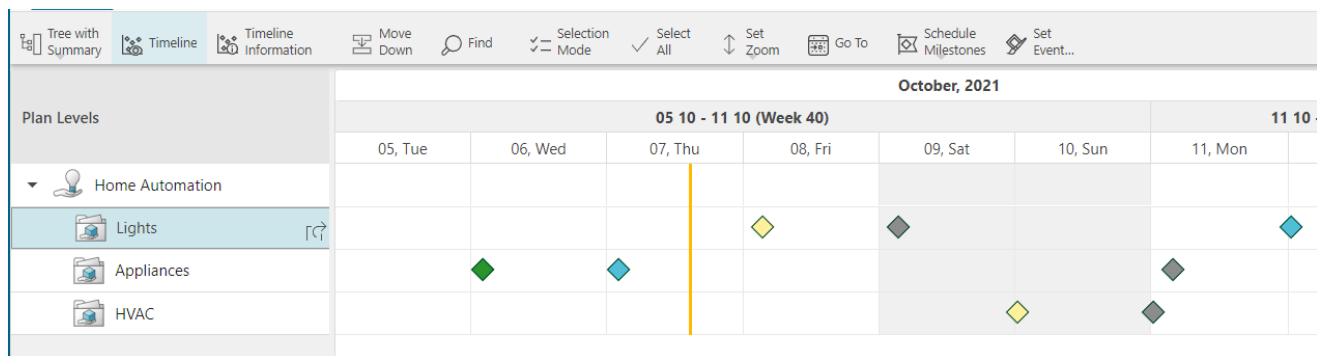 Tree with Summary
Timeline
Timeline Information
Move Down
Find
Selection Mode
Select All
Set Zoom
Go To
Schedule Milestones
Set Event...
Plan Levels
October, 2021
05 10 - 11 10 (Week 40)
11 10 -
05, Tue
06, Wed
07, Thu
08, Fri
09, Sat
10, Sun
11, Mon
Home Automation
Lights
Appliances
HVAC